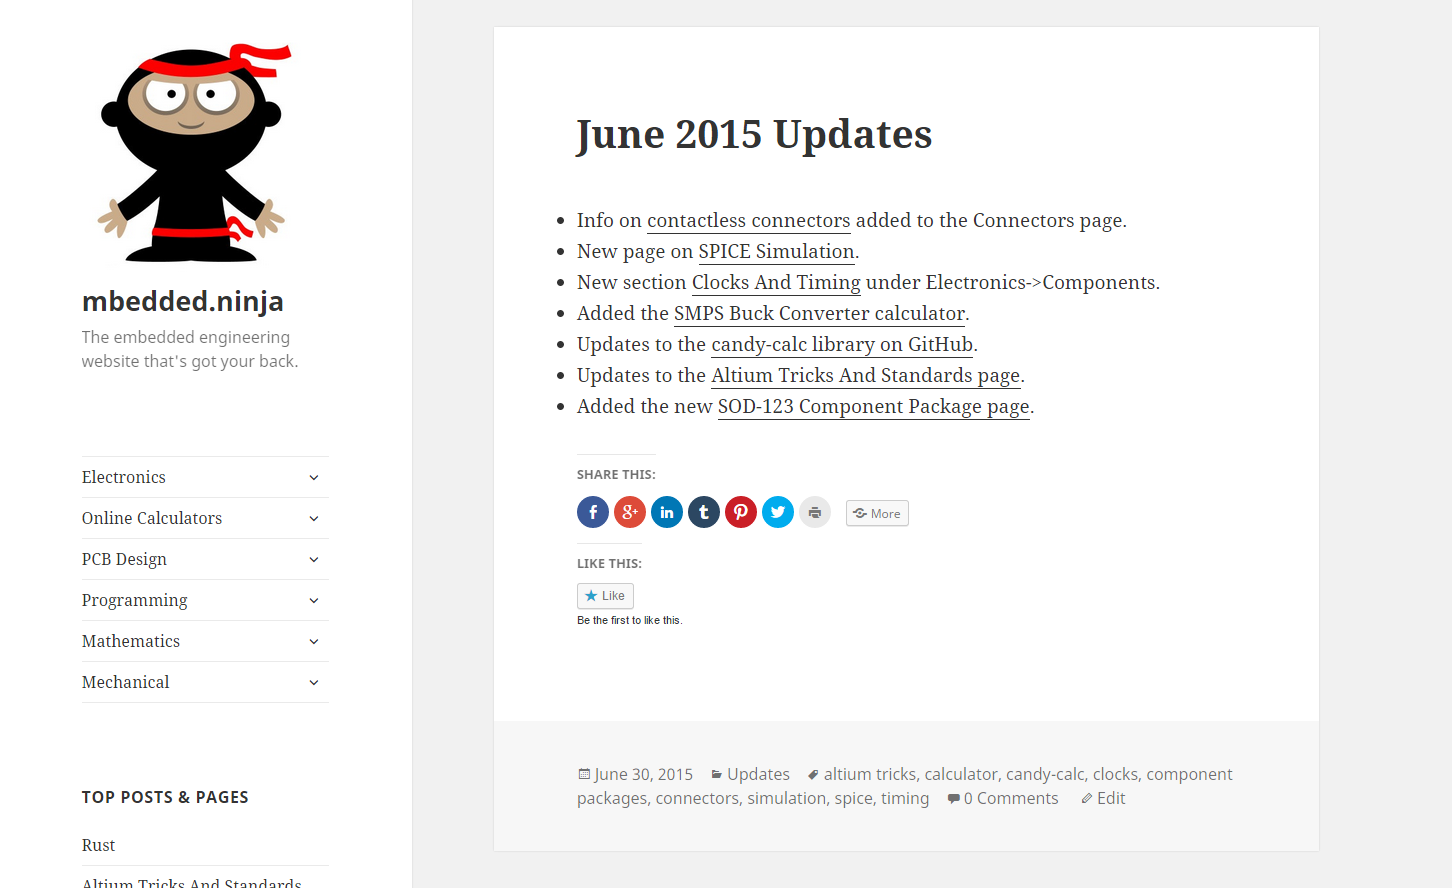 mbedded.ninja
The embedded engineering
website that's got your back.
Electronics
Online Calculators
PCB Design
Programming
Mathematics
Mechanical
TOP POSTS & PAGES
Rust
Altium Tricks And Standards
June 2015 Updates
Info on contactless connectors added to the Connectors page.
New page on SPICE Simulation.
New section Clocks And Timing under Electronics->Components.
Added the SMPS Buck Converter calculator.
Updates to the candy-calc library on GitHub.
Updates to the Altium Tricks And Standards page.
Added the new SOD-123 Component Package page.
SHARE THIS:
More
LIKE THIS:
Like
Be the first to like this.
June 30, 2015 Updates altium tricks, calculator, candy-calc, clocks, component
packages, connectors, simulation, spice, timing 0 Comments Edit